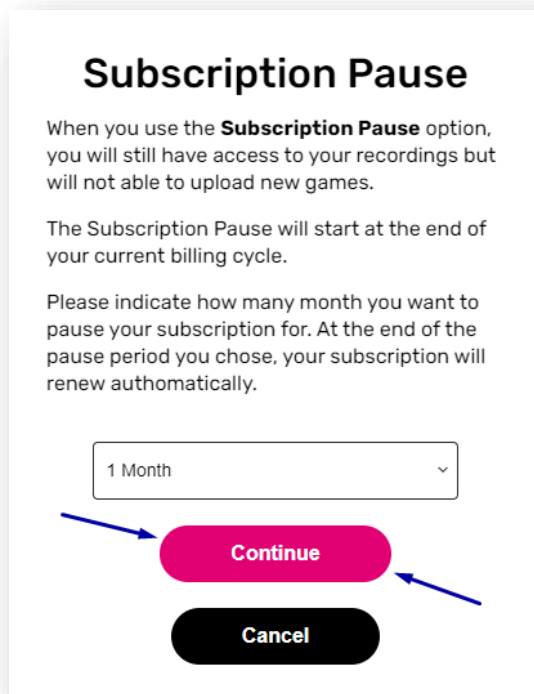 Subscription Pause
When you use the Subscription Pause option,
you will still have access to your recordings but
will not able to upload new games.
The Subscription Pause will start at the end of
your current billing cycle.
Please indicate how many month you want to
pause your subscription for. At the end of the
pause period you chose, your subscription will
renew authomatically.
1 Month
Continue
Cancel